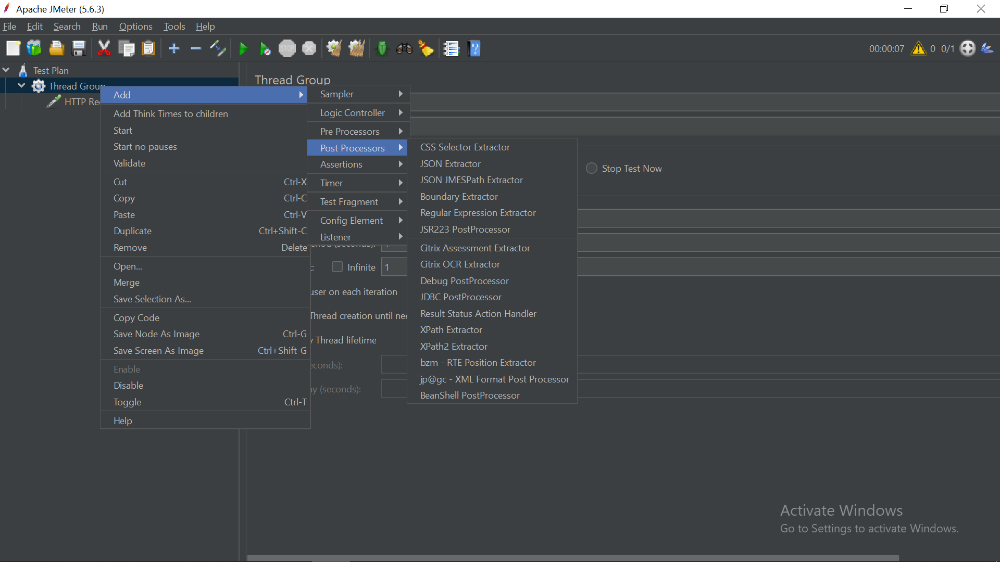 Apache JMeter (5.6.3)
File Edit Search Run Options Tools Help
00:00:07 0 0/1
Test Plan
Thread Group
HTTP
Thread Group
Add
Add Think Times to children
Start
Start no pauses
Validate
Cut Ctrl-X
Copy Ctrl-C
Paste Ctrl-V
Duplicate Ctrl+Shift-C
Remove Delete
Open...
Merge
Save Selection As...
Copy Code
Save Node As Image Ctrl-G
Save Screen As Image Ctrl+Shift-G
Enable
Disable
Toggle Ctrl-T
Help
Sampler
Logic Controller
Pre Processors
Post Processors
Assertions
Timer
Test Fragment
Config Element
Listener
CSS Selector Extractor
JSON Extractor
JSON JMESPath Extractor
Boundary Extractor
Regular Expression Extractor
JSR223 PostProcessor
Citrix Assessment Extractor
Citrix OCR Extractor
Debug PostProcessor
JDBC PostProcessor
Result Status Action Handler
XPath Extractor
XPath2 Extractor
bzm - RTE Position Extractor
jp@gc - XML Format Post Processor
BeanShell PostProcessor
Stop Test Now
Infinite 1
user on each iteration
Thread creation until
Thread lifetime
(seconds):
Activate Windows
Go to Settings to activate Windows.